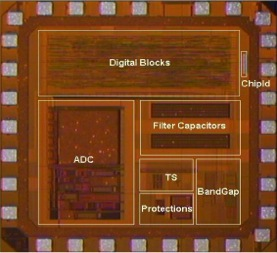 Digital Blocks
ChipId
Filter Capacitors
ADC
TS
BandGap
Protections